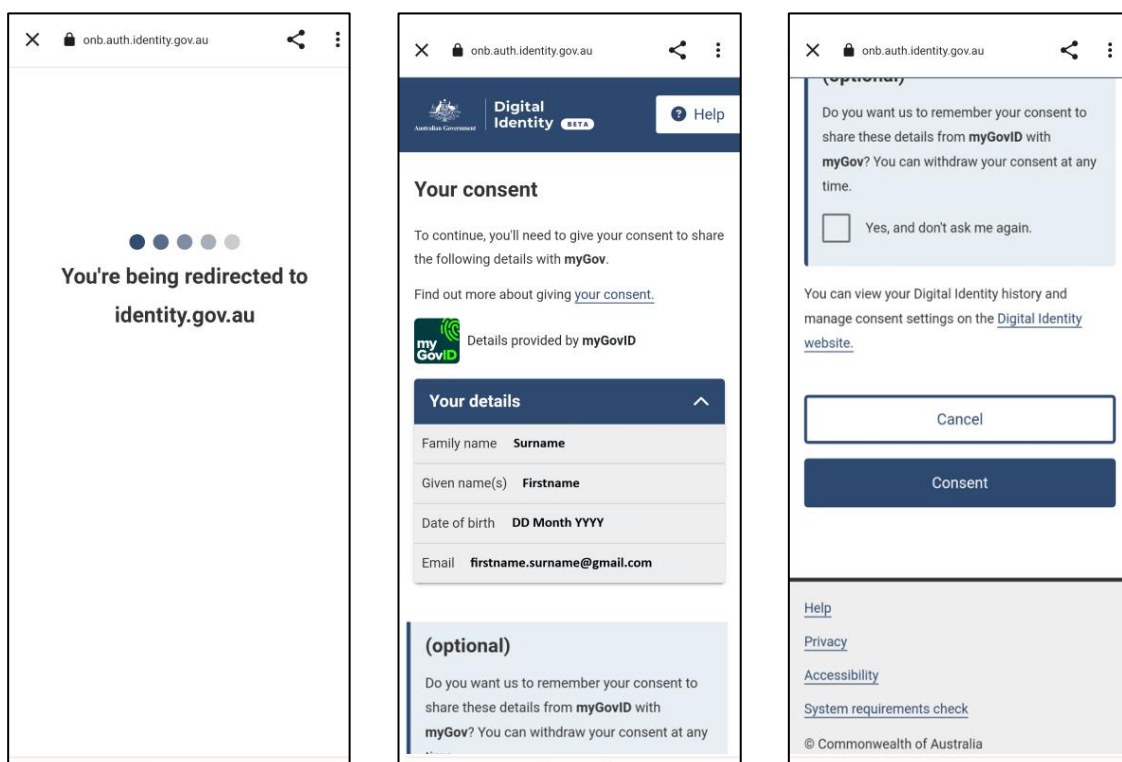 onb.auth.identity.gov.au
You're being redirected to
identity.gov.au
onb.auth.identity.gov.au
Australian Government
Digital
Identity BETA
Help
Your consent
To continue, you'll need to give your consent to share
the following details with myGov.
Find out more about giving your consent.
my
GovID
Details provided by myGovID
Your details
Family name Surname
Given name(s) Firstname
Date of birth DD Month YYYY
Email firstname.surname@gmail.com
(optional)
Do you want us to remember your consent to
share these details from myGovID with
myGov? You can withdraw your consent at any
onb.auth.identity.gov.au
(optional)
Do you want us to remember your consent to
share these details from myGovID with
myGov? You can withdraw your consent at any
time.
Yes, and don't ask me again.
You can view your Digital Identity history and
manage consent settings on the Digital Identity
website.
Cancel
Consent
Help
Privacy
Accessibility
System requirements check
© Commonwealth of Australia